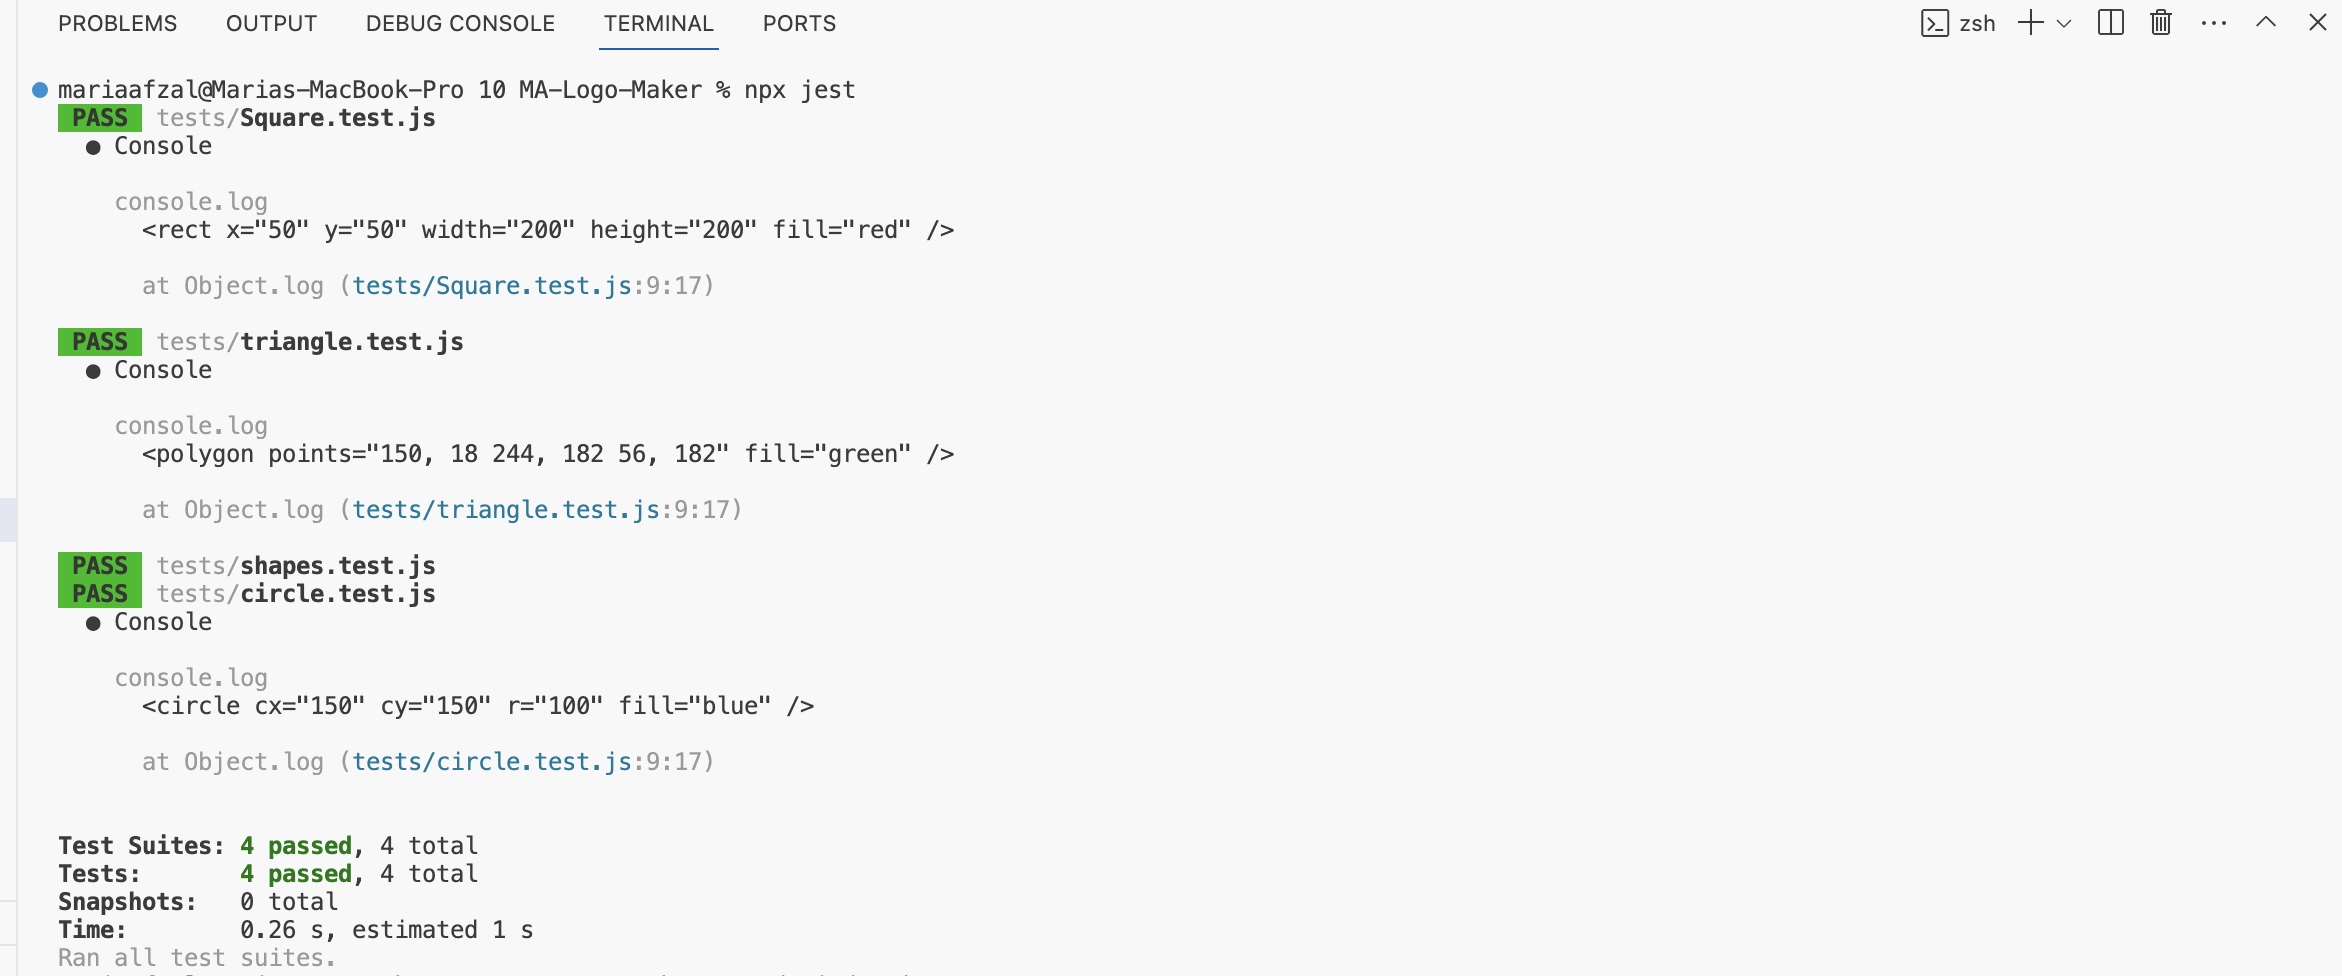 PROBLEMS OUTPUT DEBUG CONSOLE TERMINAL PORTS zsh
mariaafzal@Marias-MacBook-Pro 10 MA-Logo-Maker % npx jest
PASS tests/Square.test.js
● Console
console.log
<rect x="50" y="50" width="200" height="200" fill="red" />
at Object.log (tests/Square.test.js:9:17)
PASS tests/triangle.test.js
● Console
console.log
<polygon points="150, 18 244, 182 56, 182" fill="green" />
at Object.log (tests/triangle.test.js:9:17)
PASS tests/shapes.test.js
PASS tests/circle.test.js
● Console
console.log
<circle cx="150" cy="150" r="100" fill="blue" />
at Object.log (tests/circle.test.js:9:17)
Test Suites: 4 passed, 4 total
Tests: 4 passed, 4 total
Snapshots: 0 total
Time: 0.26 s, estimated 1 s
Ran all test suites.